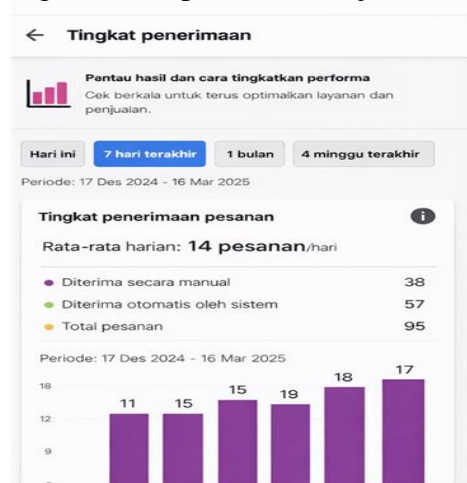 Tingkat penerimaan
Pentau hasil dan cara tingkatkan performa
Cek berkala untuk terus optimalkan layanan dan
penjualan.
Hari ini 7 hari terakhir 1 bulan 4 minggu terakhir
Periode: 17 Des 2024 - 16 Mar 2025
Tingkat penerimaan pesanan
Rata-rata harian: 14 pesanan/hari
Diterima secara manual 38
Diterima otomatis oleh sistem 57
Total pesanan 95
Periode: 17 Des 2024 - 16 Mar 2025
18 11 15 15 19 18 17
12
9